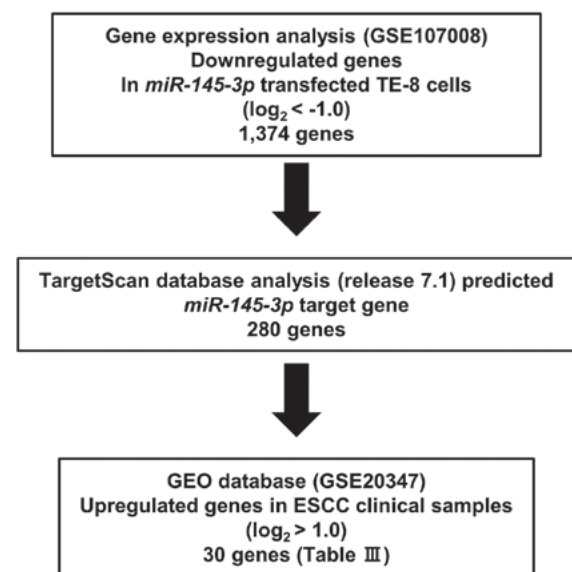 Gene expression analysis (GSE107008)
Downregulated genes
In miR-145-3p transfected TE-8 cells
(log₂ < -1.0)
1,374 genes
TargetScan database analysis (release 7.1) predicted
miR-145-3p target gene
280 genes
GEO database (GSE20347)
Upregulated genes in ESCC clinical samples
(log₂ > 1.0)
30 genes (Table Ⅲ)